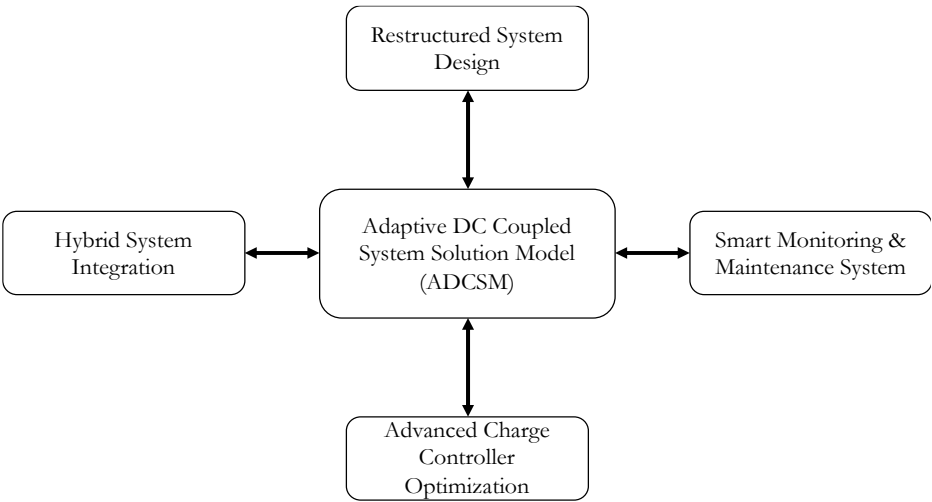 Restructured System
Design
Hybrid System
Integration
Adaptive DC Coupled
System Solution Model
(ADCSM)
Smart Monitoring &
Maintenance System
Advanced Charge
Controller
Optimization